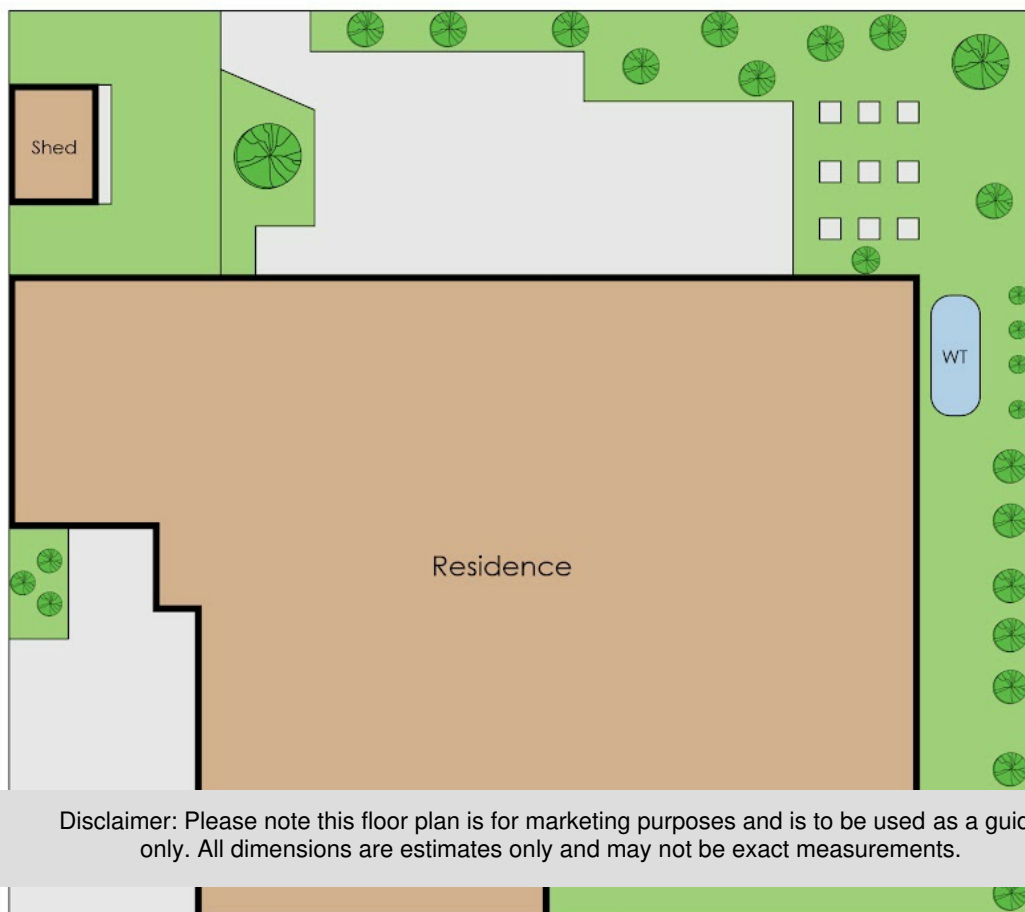 Shed
WT
Residence
Disclaimer: Please note this floor plan is for marketing purposes and is to be used as a guid
only. All dimensions are estimates only and may not be exact measurements.